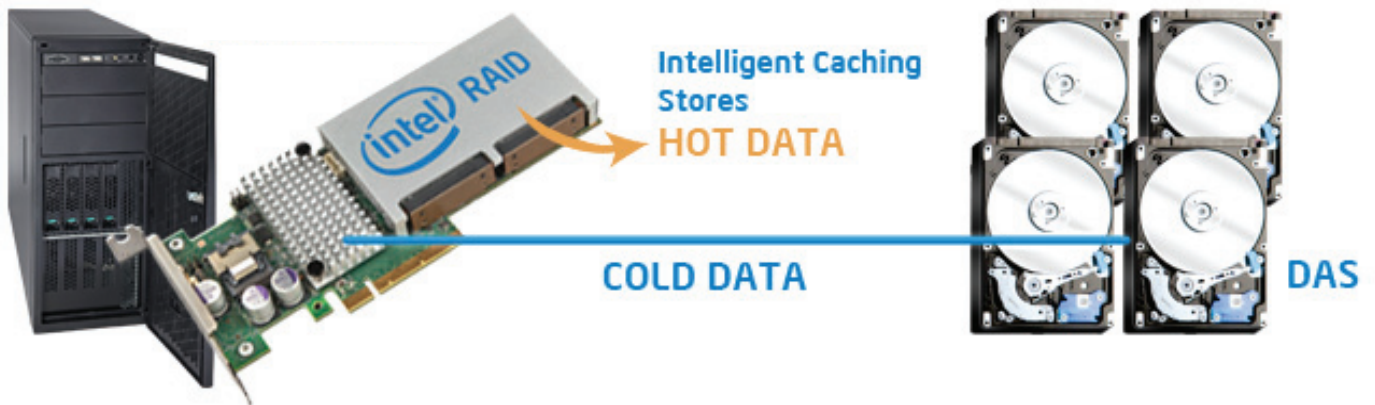 intel RAID
Intelligent Caching
Stores
HOT DATA
COLD DATA
DAS